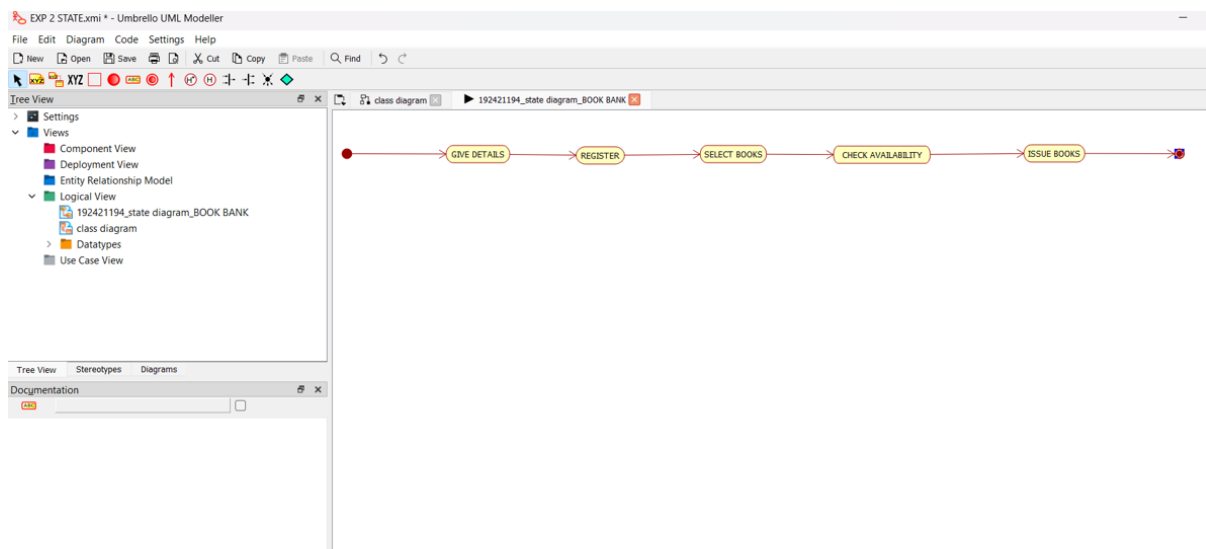 EXP 2 STATE.xmi * - Umbrello UML Modeller
File Edit Diagram Code Settings Help
New Open Save Cut Copy Paste Find
XYZ XYZ ABC H* H
Tree View
class diagram 192421194_state diagram_BOOK BANK
Settings
Views
Component View
Deployment View
Entity Relationship Model
Logical View
192421194_state diagram_BOOK BANK
class diagram
Datatypes
Use Case View
GIVE DETAILS REGISTER SELECT BOOKS CHECK AVAILABILITY ISSUE BOOKS
Tree View Stereotypes Diagrams
Documentation
ABC